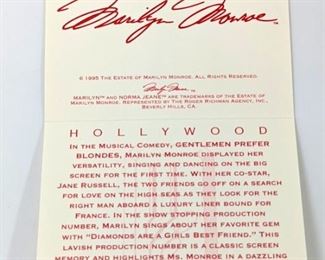 Marilyn Monroe™
© 1995 The Estate of Marilyn Monroe. All Rights Reserved.
Marilyn™ and Norma Jeane™ are trademarks of the Estate of
Marilyn Monroe. Represented by The Roger Richman Agency, Inc.,
Beverly Hills, CA
HOLLYWOOD
In the Musical Comedy, GENTLEMEN PREFER
BLONDES, Marilyn Monroe displayed her
versatility, singing and dancing on the big
screen for the first time. With her co-star,
Jane Russell, the two friends go off on a search
for love on the high seas as they look for the
right man aboard a luxury liner bound for
France. In the show stopping production
number, Marilyn sings about her favorite gem
with "Diamonds are a Girls Best Friend." This
lavish production number is a classic screen
memory and highlights Ms. Monroe in a dazzling